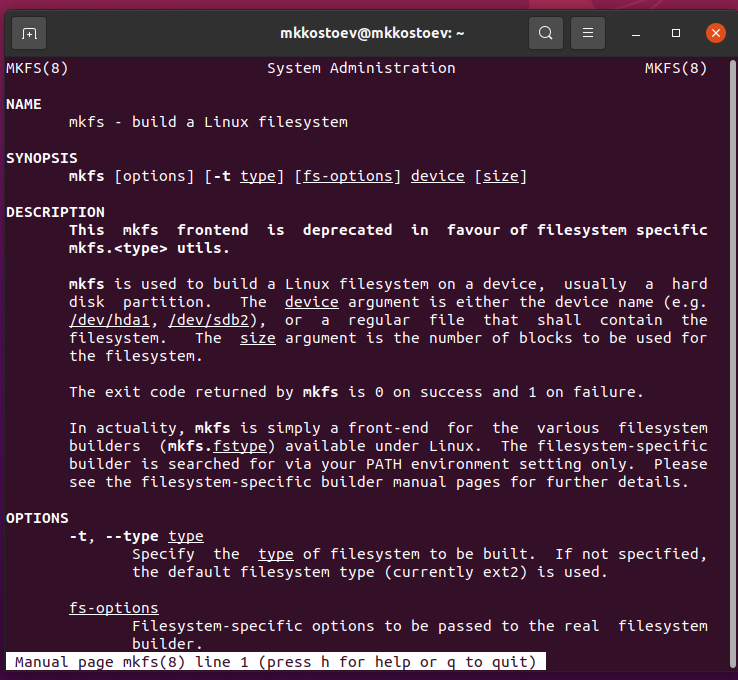 mkkostoev@mkkostoev: ~
MKFS(8) System Administration MKFS(8)
NAME
mkfs - build a Linux filesystem
SYNOPSIS
mkfs [options] [-t type] [fs-options] device [size]
DESCRIPTION
This mkfs frontend is deprecated in favour of filesystem specific
mkfs.<type> utils.
mkfs is used to build a Linux filesystem on a device, usually a hard
disk partition. The device argument is either the device name (e.g.
/dev/hda1, /dev/sdb2), or a regular file that shall contain the
filesystem. The size argument is the number of blocks to be used for
the filesystem.
The exit code returned by mkfs is 0 on success and 1 on failure.
In actuality, mkfs is simply a front-end for the various filesystem
builders (mkfs.fstype) available under Linux. The filesystem-specific
builder is searched for via your PATH environment setting only. Please
see the filesystem-specific builder manual pages for further details.
OPTIONS
-t, --type type
Specify the type of filesystem to be built. If not specified,
the default filesystem type (currently ext2) is used.
fs-options
Filesystem-specific options to be passed to the real filesystem
builder.
Manual page mkfs(8) line 1 (press h for help or q to quit)